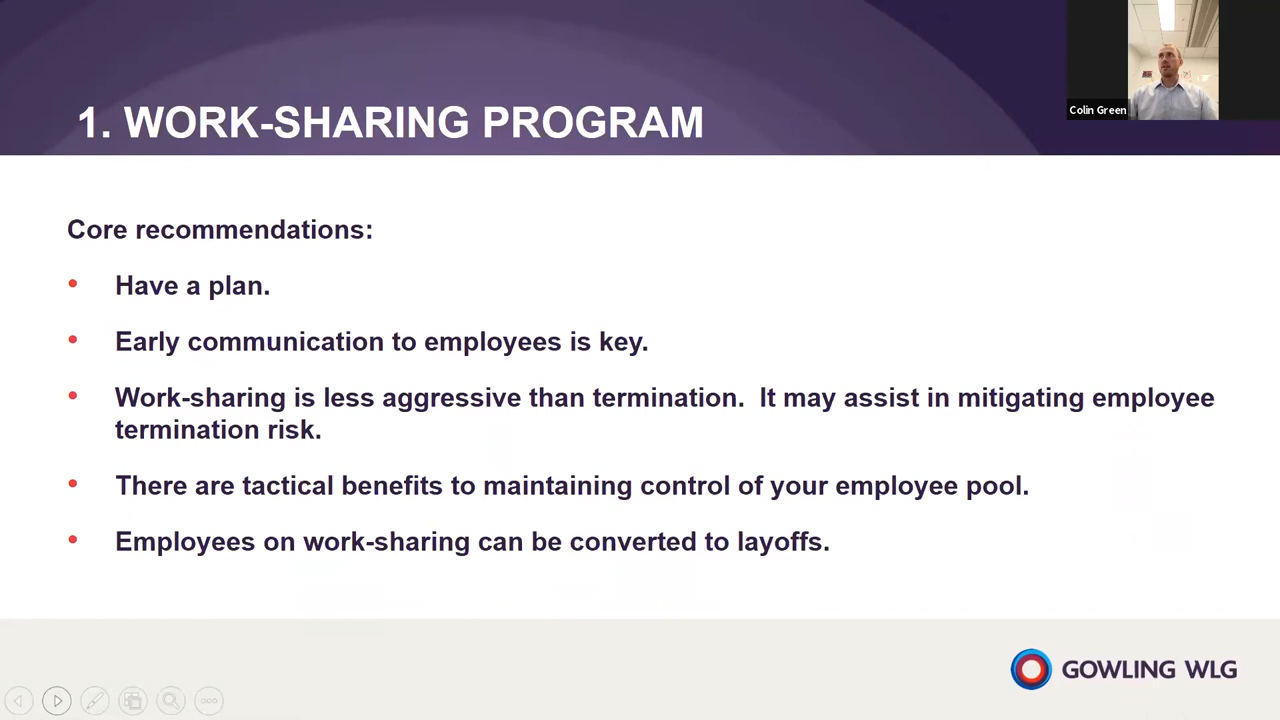 1. WORK-SHARING PROGRAM
Colin Green
Core recommendations:
• Have a plan.
• Early communication to employees is key.
• Work-sharing is less aggressive than termination. It may assist in mitigating employee
termination risk.
• There are tactical benefits to maintaining control of your employee pool.
• Employees on work-sharing can be converted to layoffs.
GOWLING WLG